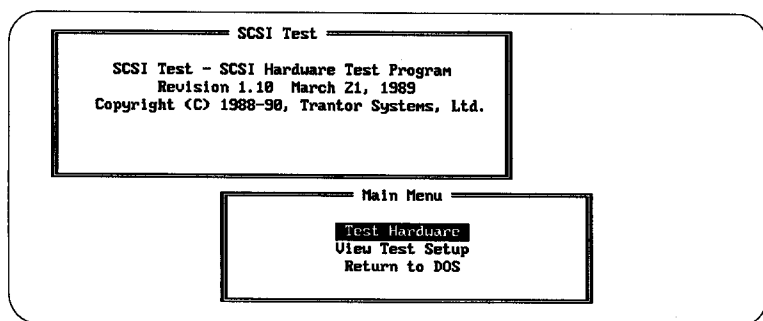 SCSI Test
SCSI Test - SCSI Hardware Test Program
Revision 1.10 March 21, 1989
Copyright (C) 1988-90, Trantor Systems, Ltd.
Main Menu
Test Hardware
View Test Setup
Return to DOS